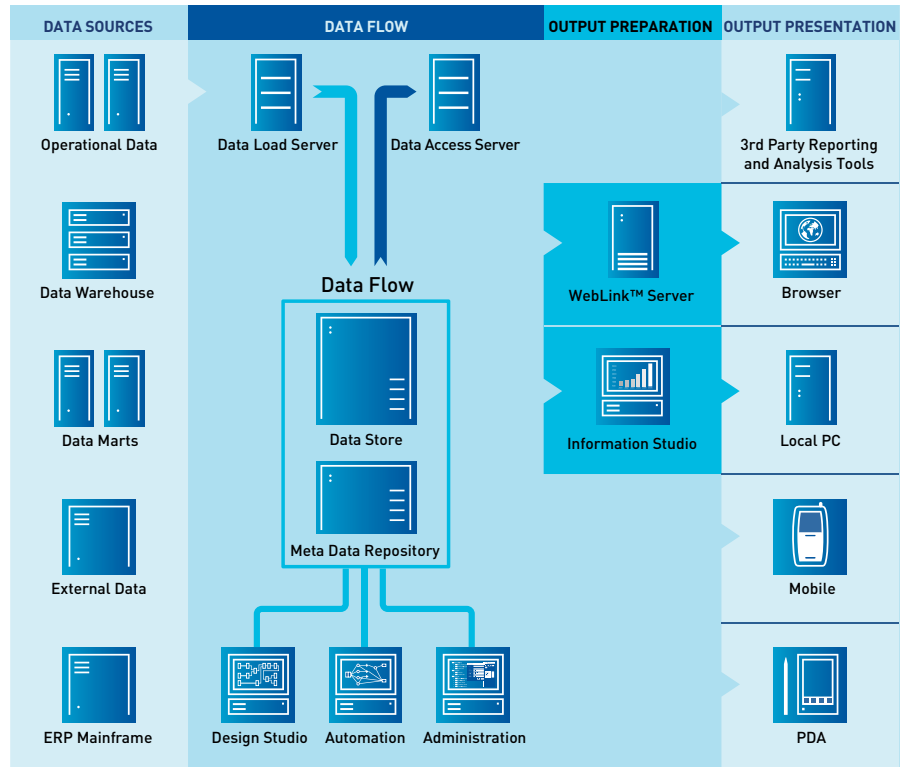 DATA SOURCES
DATA FLOW
OUTPUT PREPARATION
OUTPUT PRESENTATION
Operational Data
Data Load Server
Data Access Server
3rd Party Reporting
and Analysis Tools
Data Warehouse
Data Flow
WebLink™ Server
Browser
Data Marts
Data Store
Information Studio
Local PC
Meta Data Repository
External Data
Mobile
ERP Mainframe
Design Studio
Automation
Administration
PDA